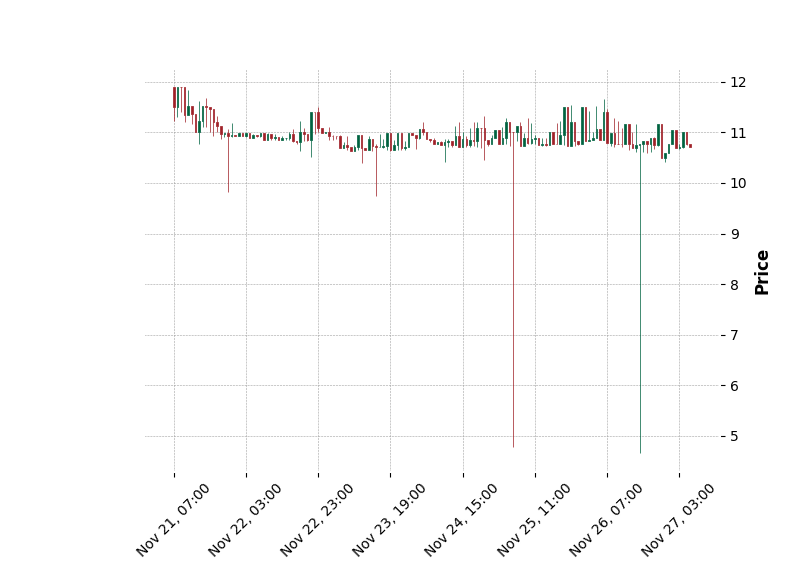 12
11
10
9
8
7
6
5
Price
Nov 21, 07:00
Nov 22, 03:00
Nov 22, 23:00
Nov 23, 19:00
Nov 24, 15:00
Nov 25, 11:00
Nov 26, 07:00
Nov 27, 03:00